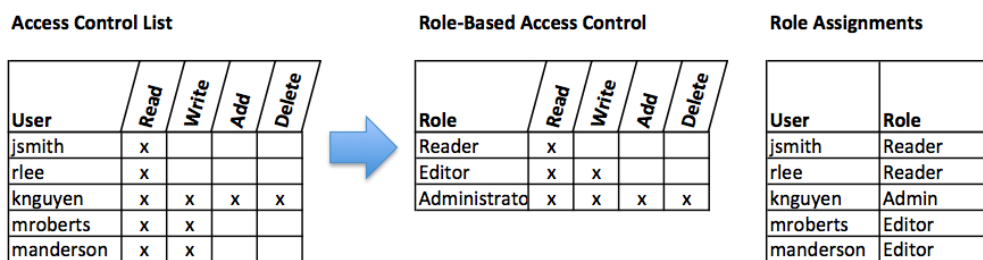 Access Control List
User Read Write Add Delete
jsmith x
rlee x
knguyen x x x x
mroberts x x
manderson x x
Role-Based Access Control
Role Read Write Add Delete
Reader x
Editor x x
Administrato x x x x
Role Assignments
User Role
jsmith Reader
rlee Reader
knguyen Admin
mroberts Editor
manderson Editor